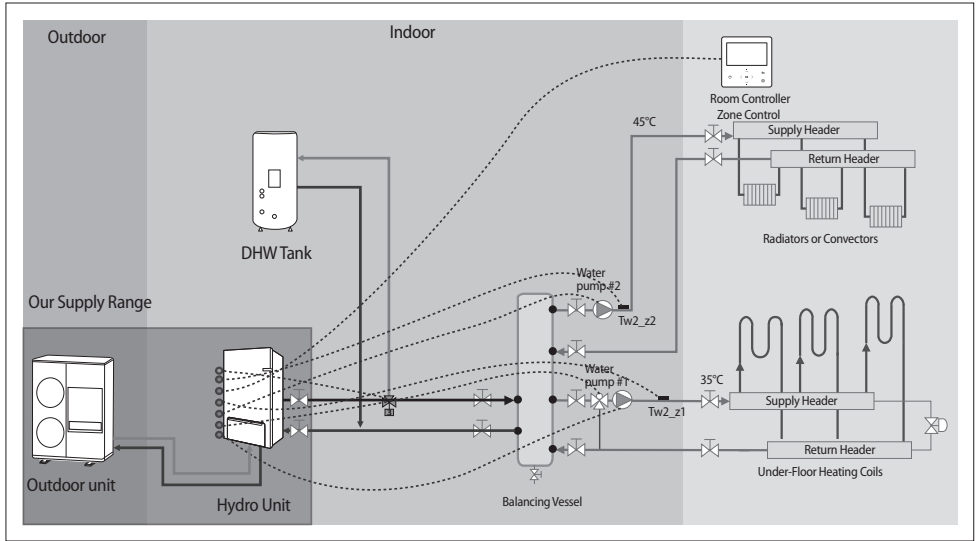 Outdoor
Indoor
Room Controller
Zone Control
45°C
Supply Header
Return Header
Radiators or Convectors
DHW Tank
Our Supply Range
Water
pump #2
Tw2_z2
Water
pump #1
Tw2_z1
35°C
Supply Header
Return Header
Under-Floor Heating Coils
Outdoor unit
Hydro Unit
Balancing Vessel